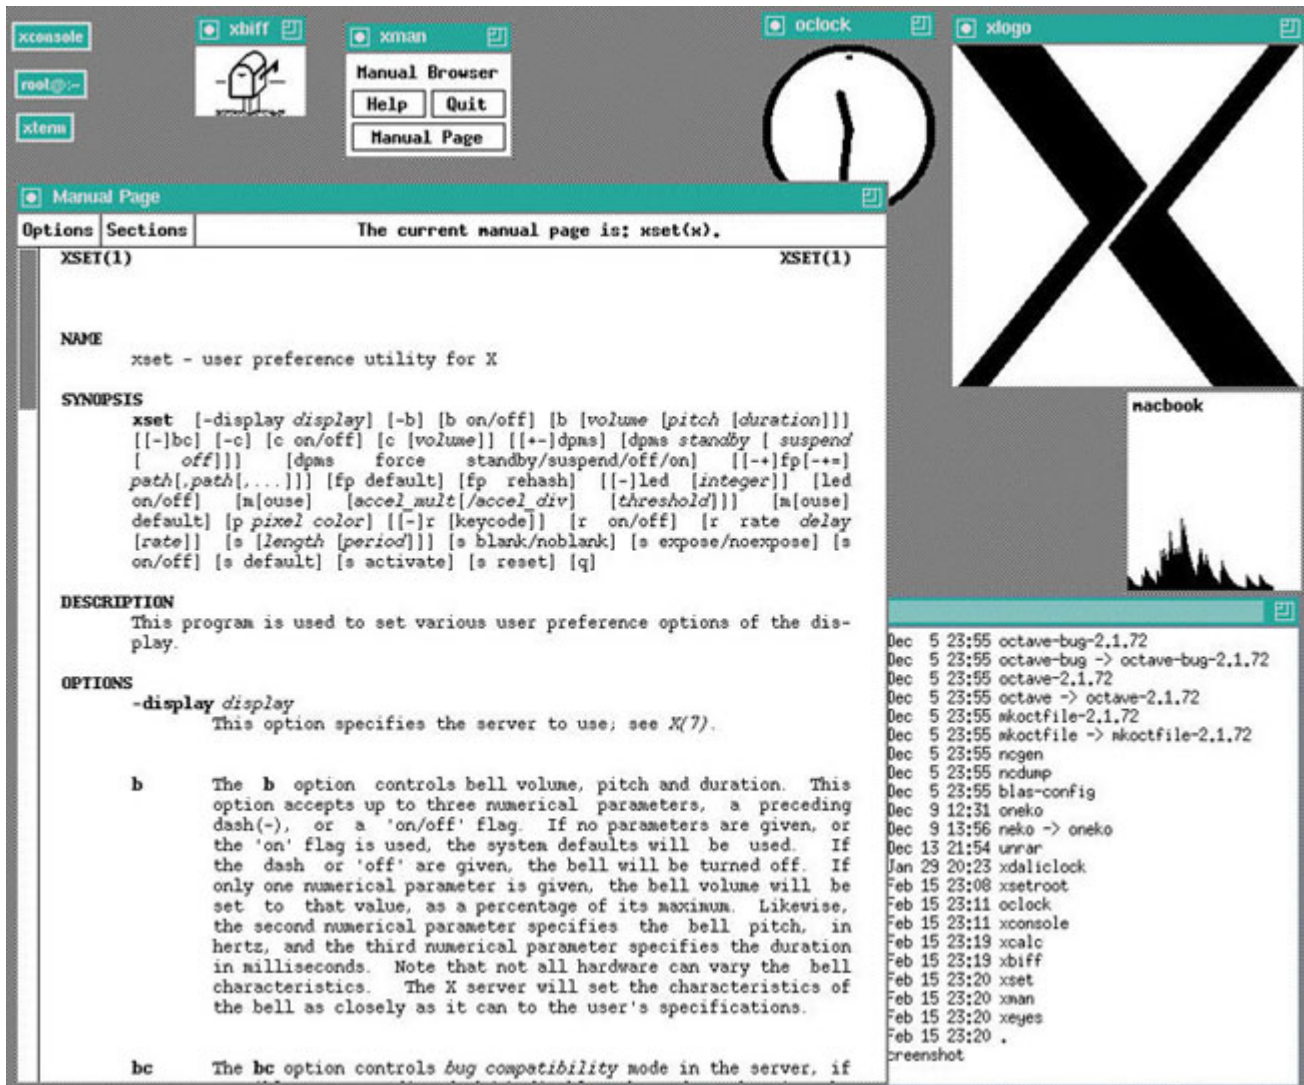 xconsole
root@:~
xterm
xbiff
xman
Manual Browser
Help Quit
Manual Page
oclock
xlogo
Manual Page
Options Sections The current manual page is: xset(x).
XSET(1) XSET(1)
NAME
xset - user preference utility for X
SYNOPSIS
xset [-display display] [-b] [b on/off] [b [volume [pitch [duration]]]
[[-]bc] [-c] [c on/off] [c [volume]] [[+-]dpms] [dpms standby [ suspend
[ off]]] [dpms force standby/suspend/off/on] [[-+]fp[-+=]
path[,path[,...]]] [fp default] [fp rehash] [[-]led [integer]] [led
on/off] [m[ouse] [accel_mult[/accel_div] [threshold]]] [m[ouse]
default] [p pixel color] [[-]r [keycode]] [r on/off] [r rate delay
[rate]] [s [length [period]]] [s blank/noblank] [s expose/noexpose] [s
on/off] [s default] [s activate] [s reset] [q]
DESCRIPTION
This program is used to set various user preference options of the dis-
play.
OPTIONS
-display display
This option specifies the server to use; see X(7).
b The b option controls bell volume, pitch and duration. This
option accepts up to three numerical parameters, a preceding
dash(-), or a 'on/off' flag. If no parameters are given, or
the 'on' flag is used, the system defaults will be used. If
the dash or 'off' are given, the bell will be turned off. If
only one numerical parameter is given, the bell volume will be
set to that value, as a percentage of its maximum. Likewise,
the second numerical parameter specifies the bell pitch, in
hertz, and the third numerical parameter specifies the duration
in milliseconds. Note that not all hardware can vary the bell
characteristics. The X server will set the characteristics of
the bell as closely as it can to the user's specifications.
bc The bc option controls bug compatibility mode in the server, if
macbook
Dec 5 23:55 octave-bug-2.1.72
Dec 5 23:55 octave-bug -> octave-bug-2.1.72
Dec 5 23:55 octave-2.1.72
Dec 5 23:55 octave -> octave-2.1.72
Dec 5 23:55 mkoctfile-2.1.72
Dec 5 23:55 mkoctfile -> mkoctfile-2.1.72
Dec 5 23:55 ncgen
Dec 5 23:55 ncdump
Dec 5 23:55 blas-config
Dec 9 12:31 oneko
Dec 9 13:56 neko -> oneko
Dec 13 21:54 unrar
Jan 29 20:23 xdaliclock
Feb 15 23:08 xsetroot
Feb 15 23:11 oclock
Feb 15 23:11 xconsole
Feb 15 23:19 xcalc
Feb 15 23:19 xbiff
Feb 15 23:20 xset
Feb 15 23:20 xman
Feb 15 23:20 xeyes
Feb 15 23:20 .
creenshot